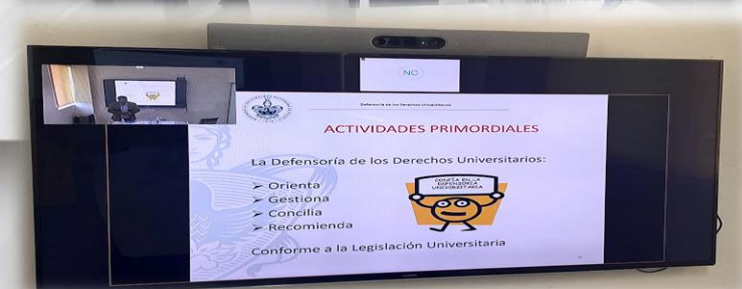 NC
Defensoría de los Derechos Universitarios
ACTIVIDADES PRIMORDIALES
La Defensoría de los Derechos Universitarios:
➢ Orienta
➢ Gestiona
➢ Concilia
➢ Recomienda
CONFÍA EN LA
DEFENSORÍA
UNIVERSITARIA
Conforme a la Legislación Universitaria